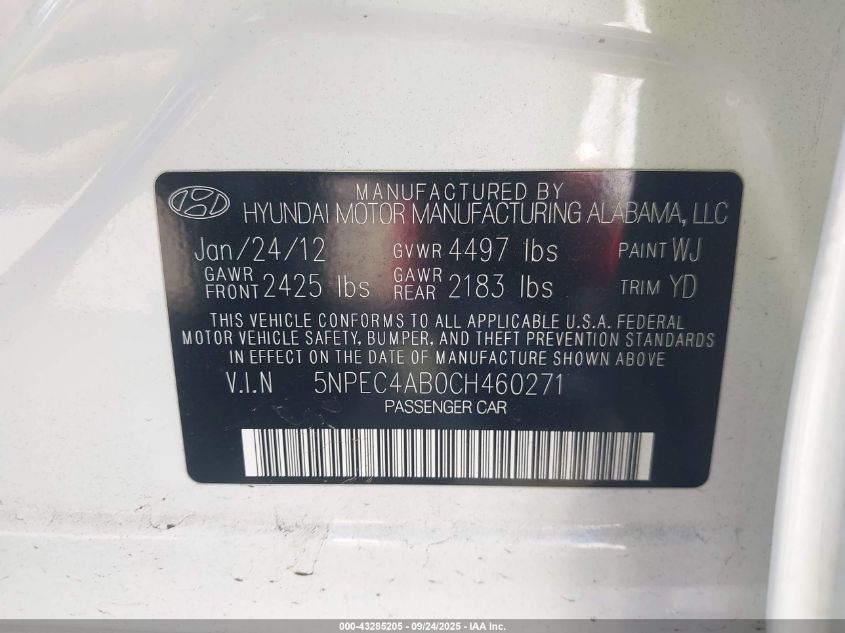 MANUFACTURED BY
HYUNDAI MOTOR MANUFACTURING ALABAMA, LLC
Jan/24/12 GVWR 4497 lbs PAINT WJ
GAWR FRONT 2425 lbs GAWR REAR 2183 lbs TRIM YD
THIS VEHICLE CONFORMS TO ALL APPLICABLE U.S.A. FEDERAL
MOTOR VEHICLE SAFETY, BUMPER, AND THEFT PREVENTION STANDARDS
IN EFFECT ON THE DATE OF MANUFACTURE SHOWN ABOVE
V.I.N 5NPEC4AB0CH460271
PASSENGER CAR
000-43285205 - 09/24/2025 - IAA Inc.